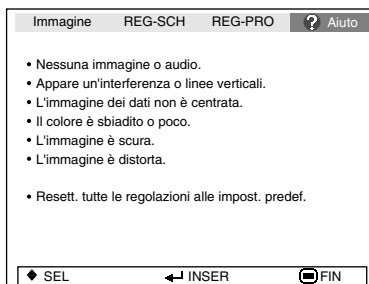 Immagine REG-SCH REG-PRO ? Aiuto
• Nessuna immagine o audio.
• Appare un'interferenza o linee verticali.
• L'immagine dei dati non è centrata.
• Il colore è sbiadito o poco.
• L'immagine è scura.
• L'immagine è distorta.
• Resett. tutte le regolazioni alle impost. predef.
SEL INSER FIN